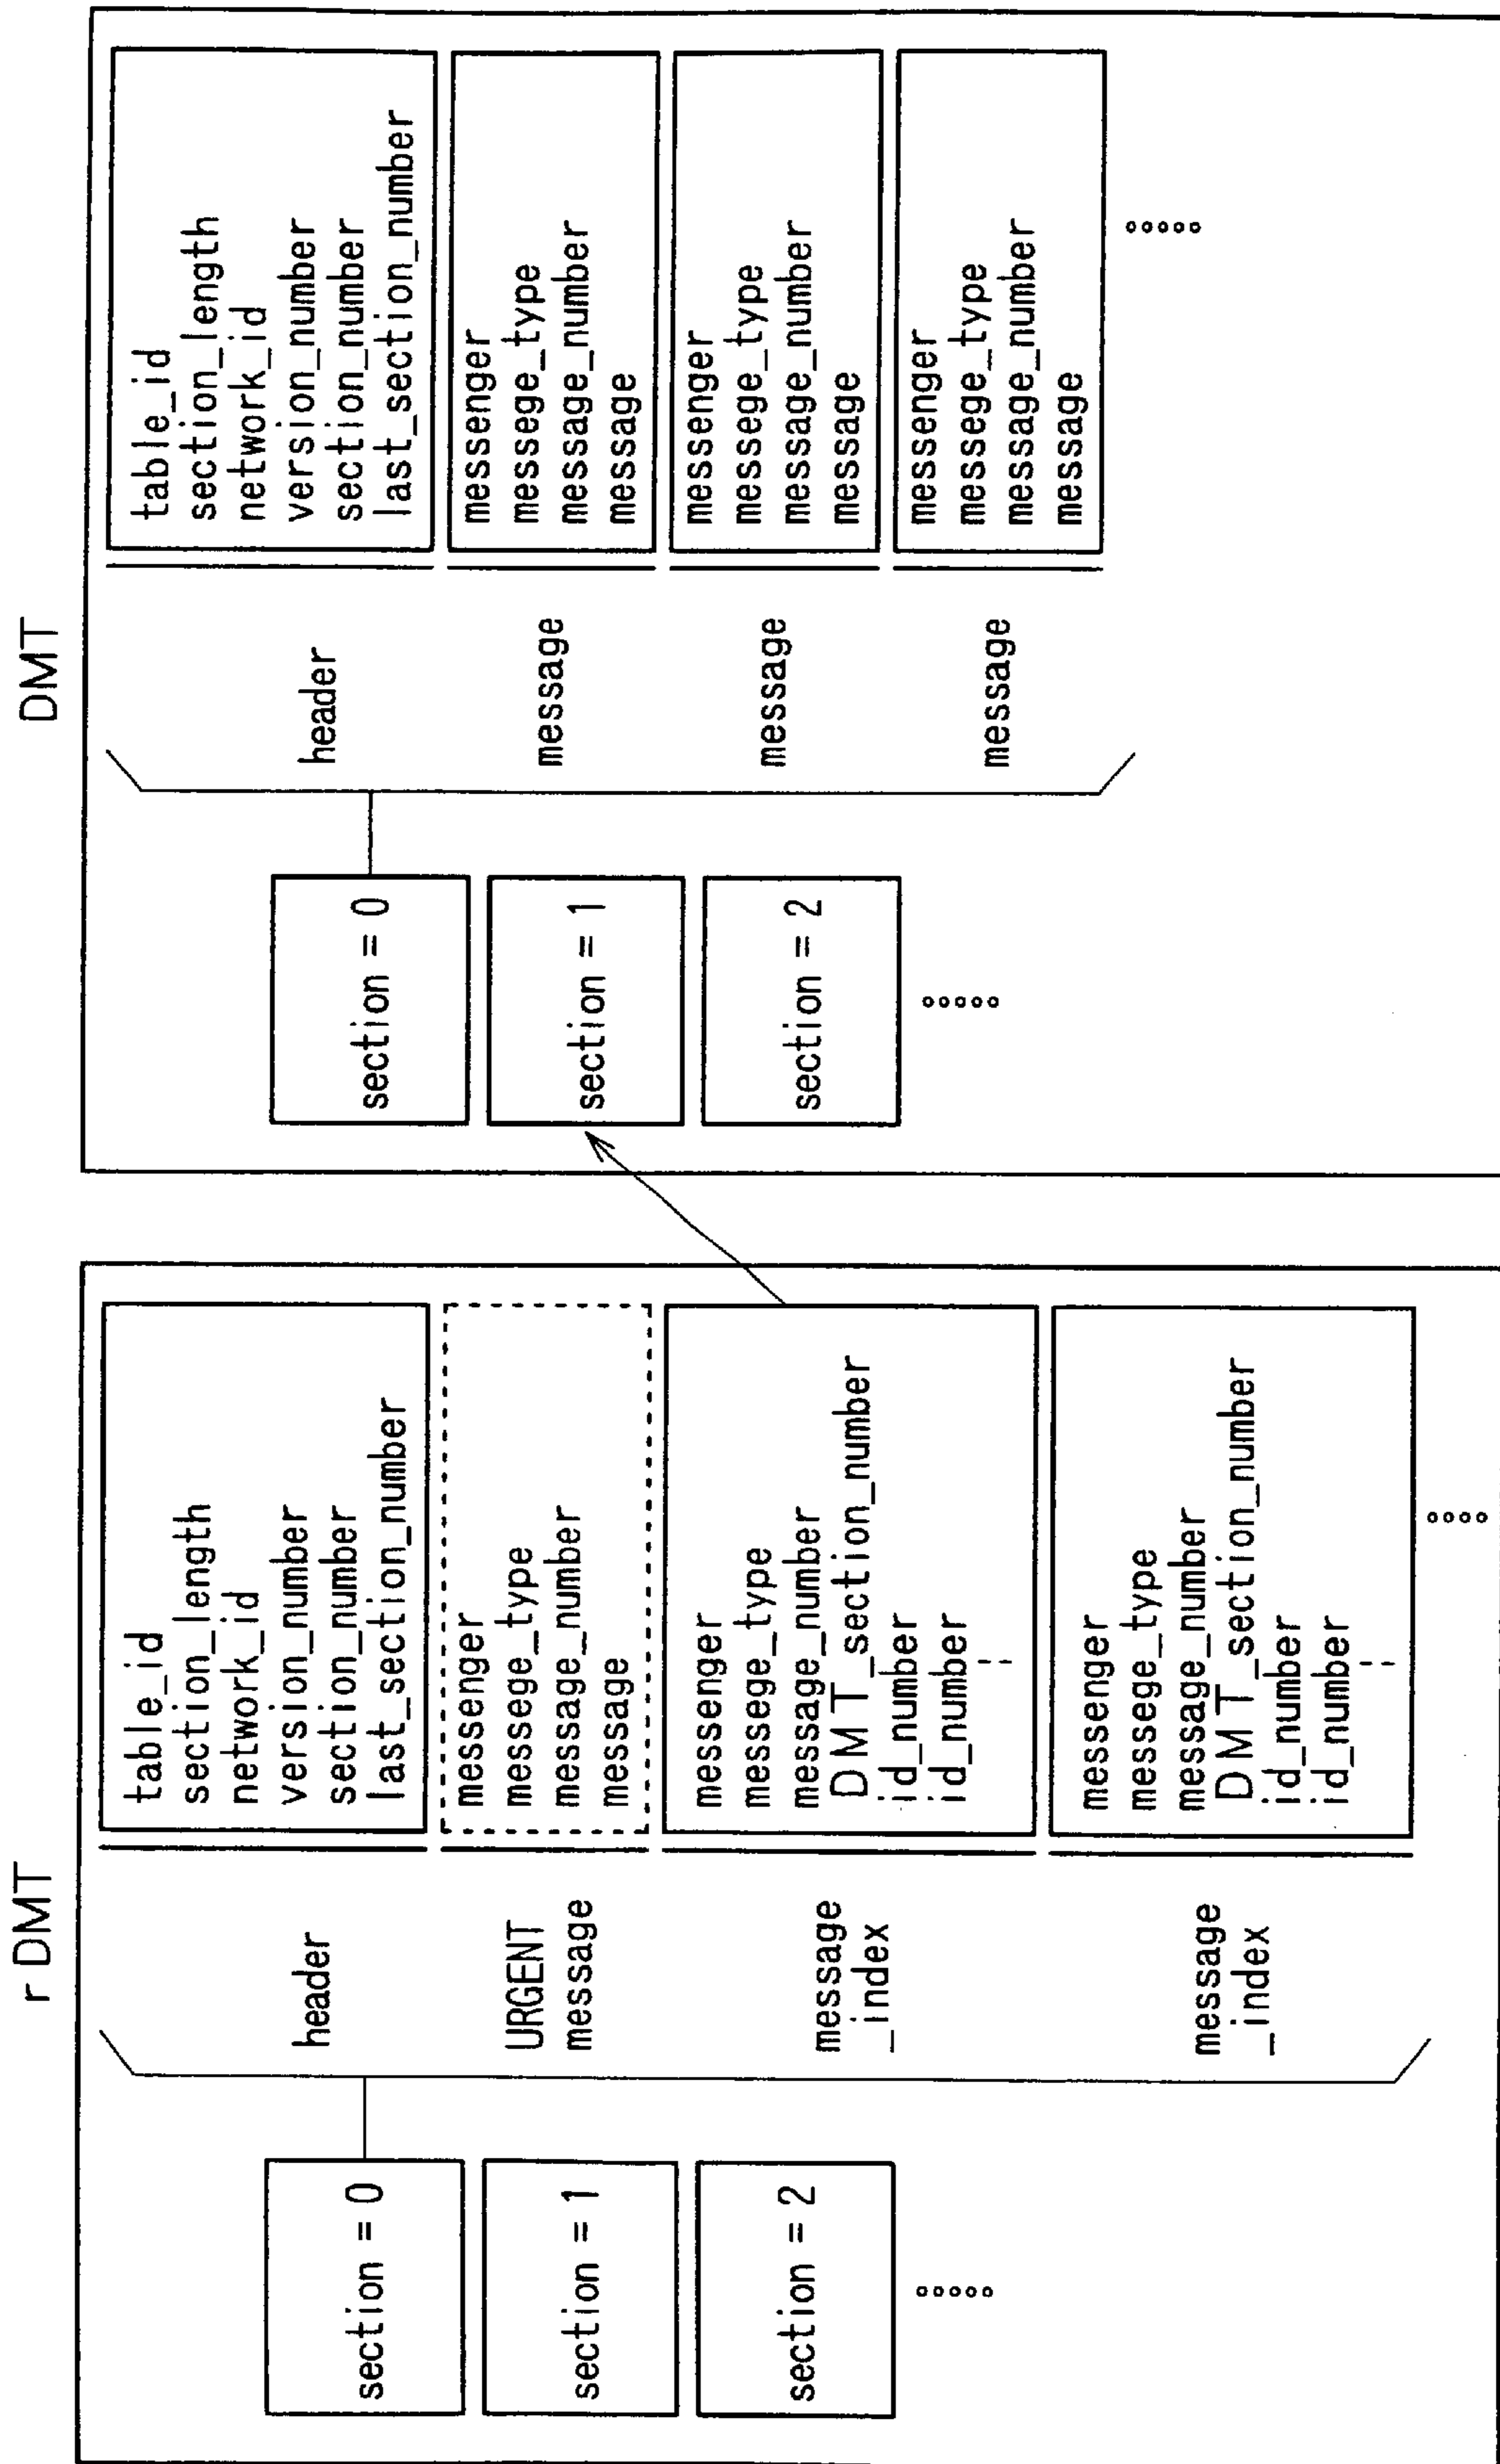 r DMT
section = 0
section = 1
section = 2
header
table_id
section_length
network_id
version_number
section_number
last_section_number
URGENT
message
messenger
messege_type
message_number
message
message
_index
messenger
messege_type
message_number
DMT_section_number
id_number
id_number
message
_index
messenger
messege_type
message_number
DMT_section_number
id_number
id_number
DMT
section = 0
section = 1
section = 2
header
table_id
section_length
network_id
version_number
section_number
last_section_number
message
messenger
messege_type
message_number
message
message
messenger
messege_type
message_number
message
message
messenger
messege_type
message_number
message